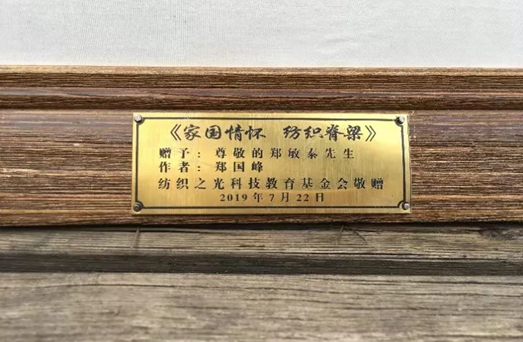 《家国情怀 纺织脊梁》
赠予：尊敬的郑敏泰先生
作者：郑国峰
纺织之光科技教育基金会敬赠
2019年7月22日